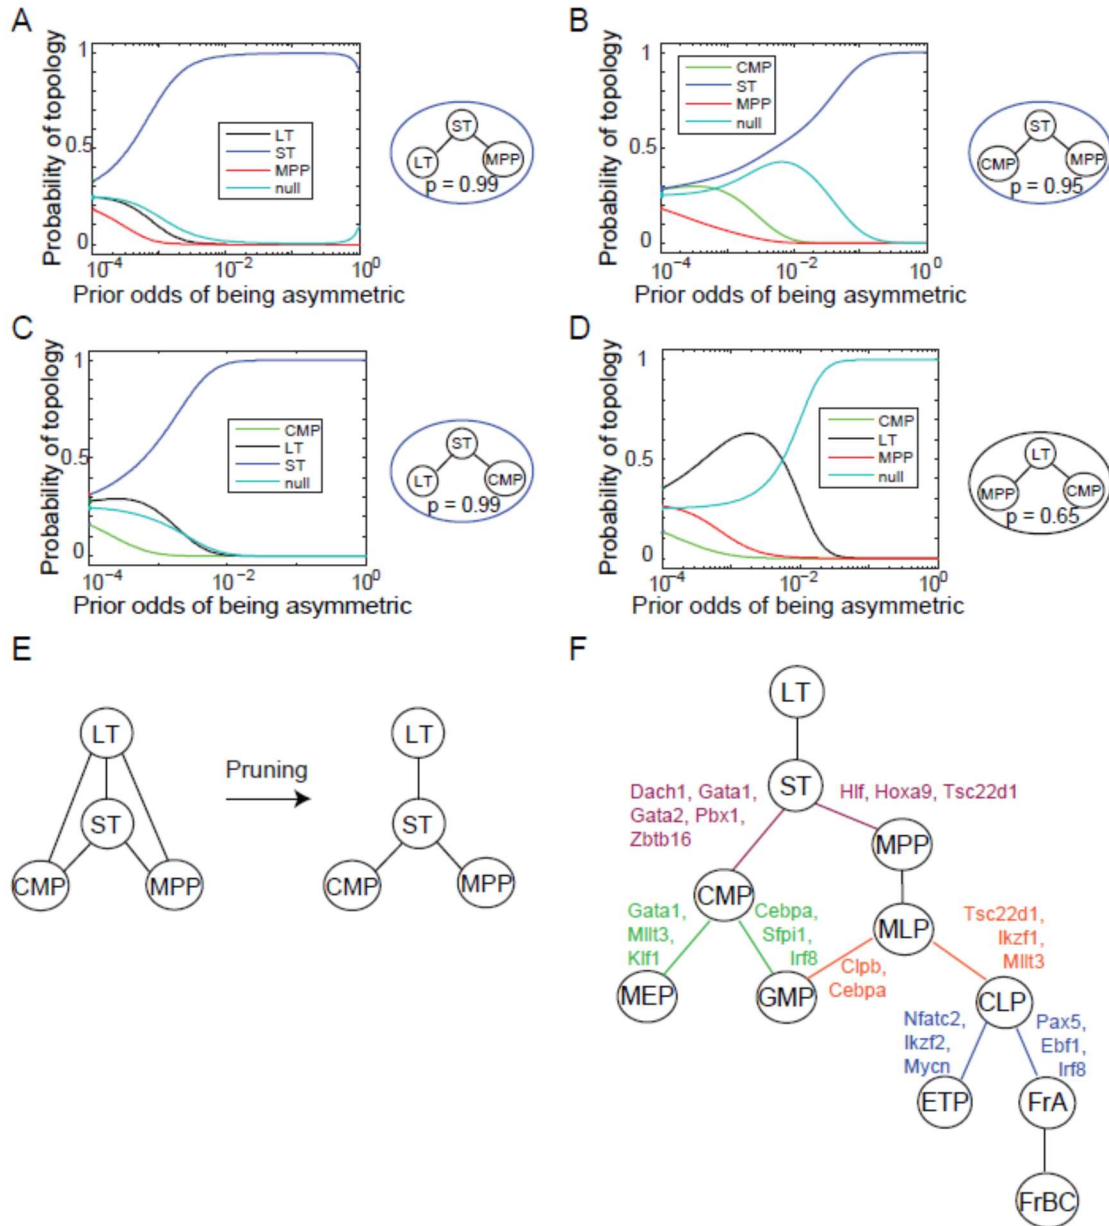 A
Probability of topology
1
0.5
0
10^-4
10^-2
10^0
Prior odds of being asymmetric
LT
ST
MPP
null
ST
LT
MPP
p = 0.99
B
Probability of topology
1
0.5
0
10^-4
10^-2
10^0
Prior odds of being asymmetric
CMP
ST
MPP
null
ST
CMP
MPP
p = 0.95
C
Probability of topology
1
0.5
0
10^-4
10^-2
10^0
Prior odds of being asymmetric
CMP
LT
ST
null
ST
LT
CMP
p = 0.99
D
Probability of topology
1
0.5
0
10^-4
10^-2
10^0
Prior odds of being asymmetric
CMP
LT
MPP
null
LT
MPP
CMP
p = 0.65
E
LT
ST
CMP
MPP
Pruning
LT
ST
CMP
MPP
F
LT
ST
Dach1, Gata1,
Gata2, Pbx1,
Zbtb16
Hlf, Hoxa9, Tsc22d1
MPP
CMP
MLP
Gata1,
Mllt3,
Klf1
Cebpa,
Sfpi1,
Irf8
Clpb,
Cebpa
Tsc22d1,
Ikzf1,
Mllt3
MEP
GMP
CLP
Nfatc2,
Ikzf2,
Mycn
Pax5,
Ebf1,
Irf8
ETP
FrA
FrBC